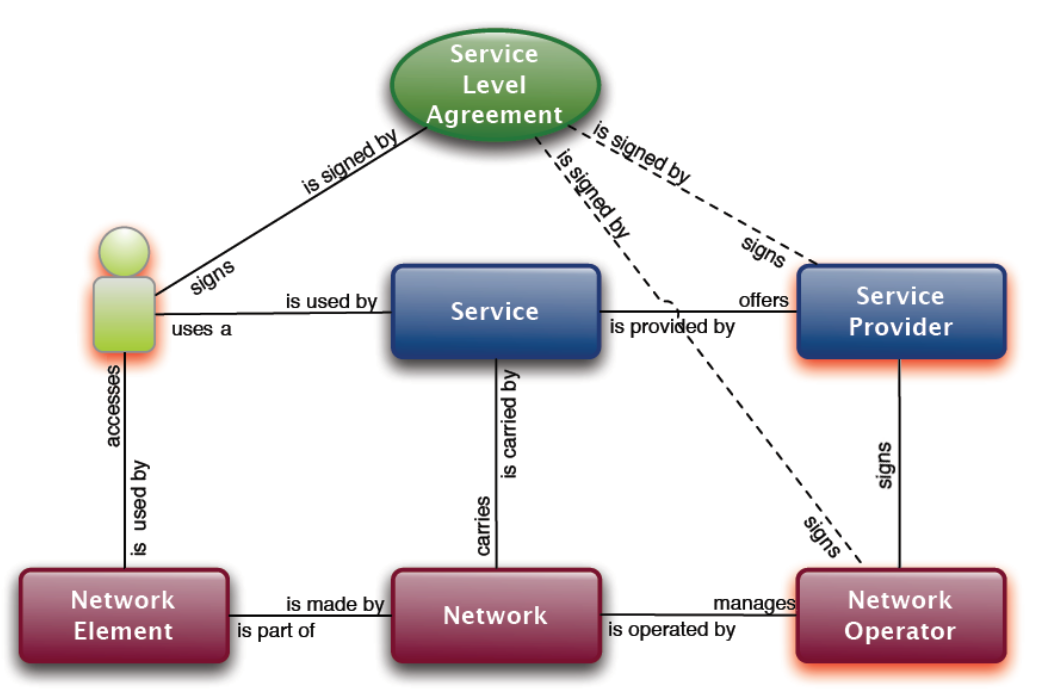 Service
Level
Agreement
is signed by
is signed by
is signed by
signs
signs
is used by
uses a
Service
offers
is provided by
Service
Provider
accesses
is used by
is carried by
carries
signs
signs
Network
Element
is made by
is part of
Network
manages
is operated by
Network
Operator